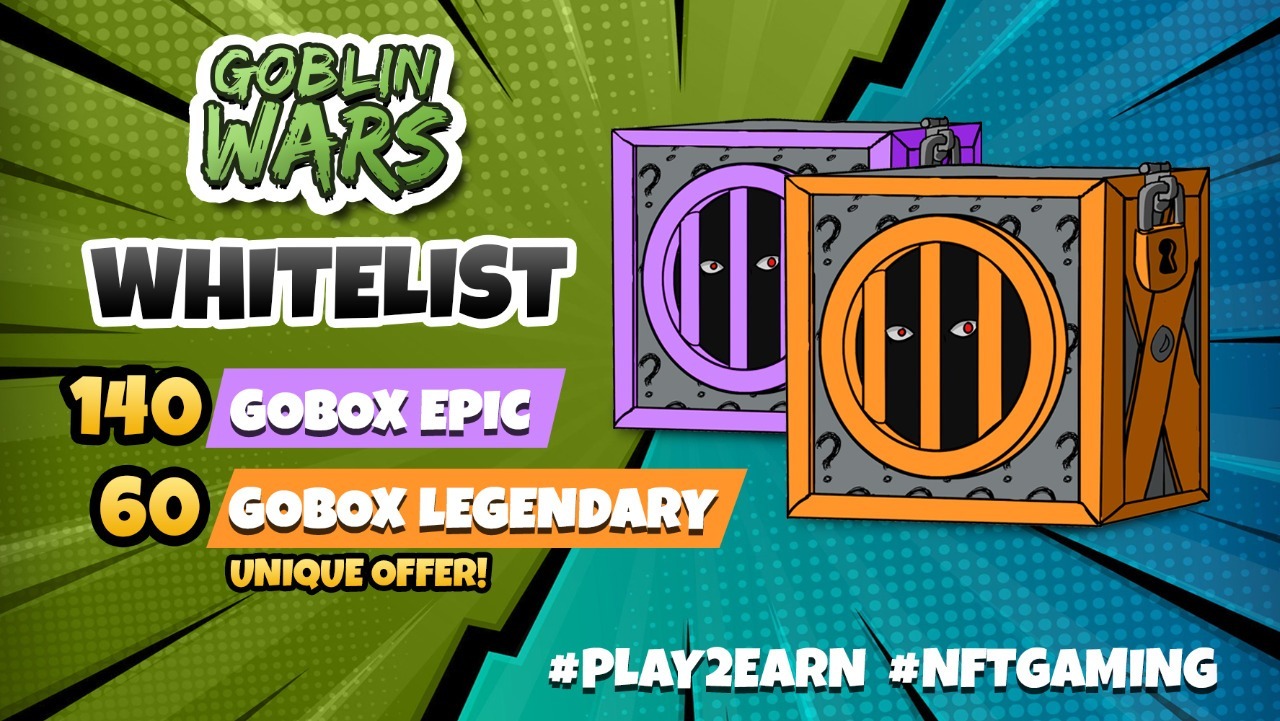 GOBLIN
WARS
WHITELIST
140 GOBOX EPIC
60 GOBOX LEGENDARY
UNIQUE OFFER!
#PLAY2EARN #NFTGAMING